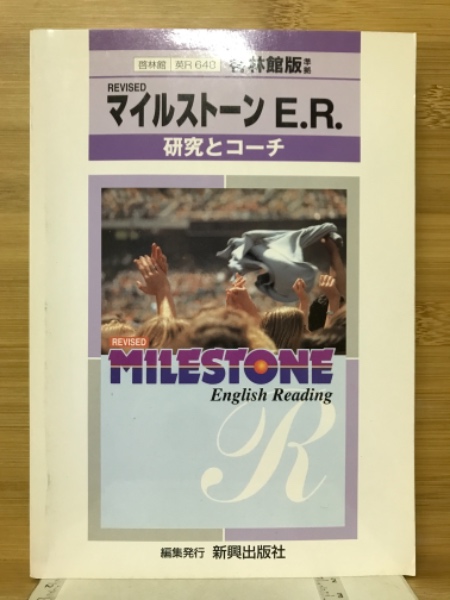 啓林館 英R 640 啓林館版 準拠
REVISED
マイルストーン E.R.
研究とコーチ
REVISED
MILESTONE
English Reading
R
編集発行 新興出版社